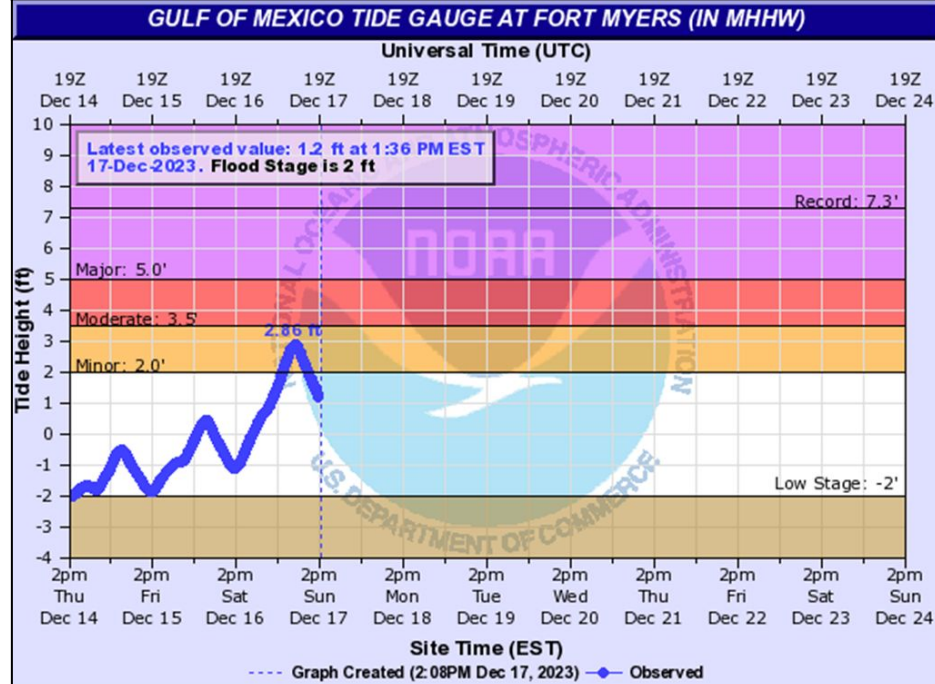 GULF OF MEXICO TIDE GAUGE AT FORT MYERS (IN MHHW)
Universal Time (UTC)
19Z 19Z 19Z 19Z 19Z 19Z 19Z 19Z 19Z 19Z 19Z
Dec 14 Dec 15 Dec 16 Dec 17 Dec 18 Dec 19 Dec 20 Dec 21 Dec 22 Dec 23 Dec 24
Latest observed value: 1.2 ft at 1:36 PM EST
17-Dec-2023. Flood Stage is 2 ft
Tide Height (ft)
10
9
8
7
6
5
4
3
2
1
0
-1
-2
-3
-4
Record: 7.3'
Major: 5.0'
Moderate: 3.5'
2.86 ft
Minor: 2.0'
Low Stage: -2'
NATIONAL OCEANIC AND ATMOSPHERIC ADMINISTRATION
NOAA
U.S. DEPARTMENT OF COMMERCE
2pm 2pm 2pm 2pm 2pm 2pm 2pm 2pm 2pm 2pm 2pm
Thu Fri Sat Sun Mon Tue Wed Thu Fri Sat Sun
Dec 14 Dec 15 Dec 16 Dec 17 Dec 18 Dec 19 Dec 20 Dec 21 Dec 22 Dec 23 Dec 24
Site Time (EST)
Graph Created (2:08PM Dec 17, 2023) Observed